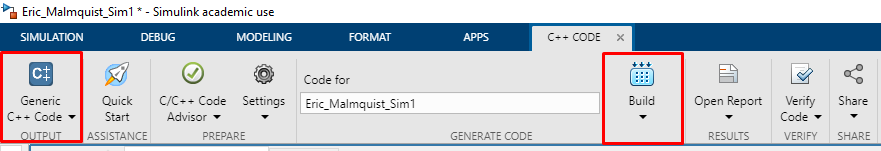 Eric_Malmquist_Sim1 * - Simulink academic use
SIMULATION DEBUG MODELING FORMAT APPS C++ CODE
Generic
C++ Code
Quick
Start
C/C++ Code
Advisor
Settings
Code for
Eric_Malmquist_Sim1
Build
Open Report
Verify
Code
Share
OUTPUT ASSISTANCE PREPARE GENERATE CODE RESULTS VERIFY SHARE